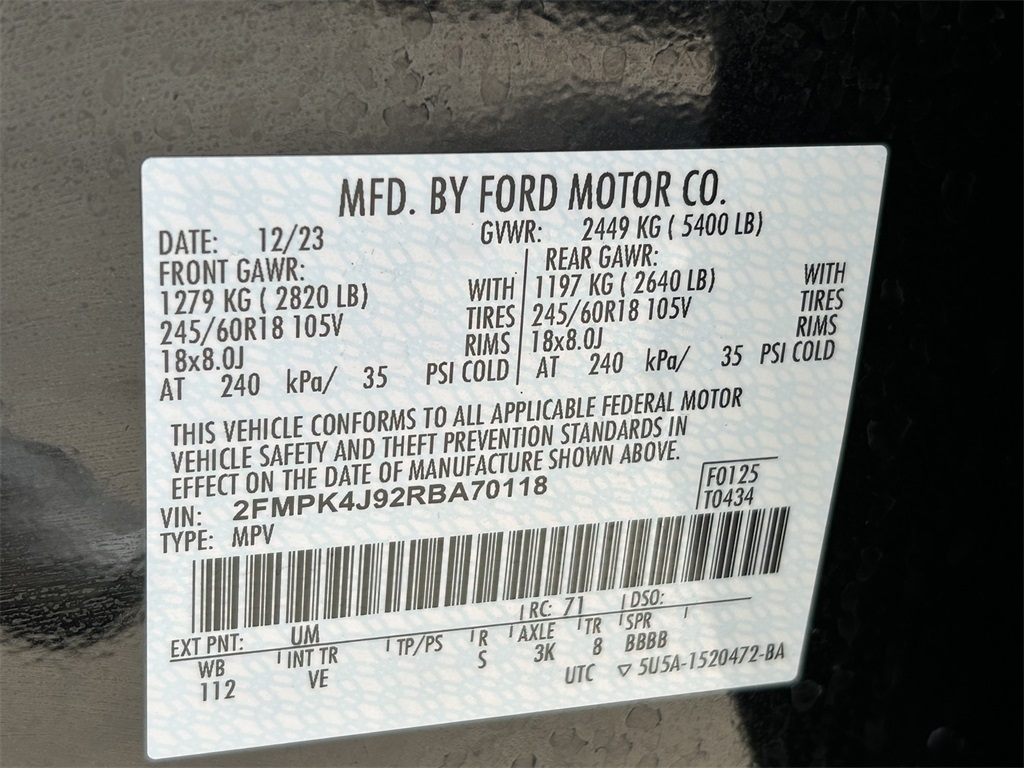 MFD. BY FORD MOTOR CO.
DATE: 12/23 GVWR: 2449 KG ( 5400 LB)
FRONT GAWR: REAR GAWR:
1279 KG ( 2820 LB) WITH 1197 KG ( 2640 LB) WITH
245/60R18 105V TIRES 245/60R18 105V TIRES
18x8.0J RIMS 18x8.0J RIMS
AT 240 kPa/ 35 PSI COLD AT 240 kPa/ 35 PSI COLD
THIS VEHICLE CONFORMS TO ALL APPLICABLE FEDERAL MOTOR
VEHICLE SAFETY AND THEFT PREVENTION STANDARDS IN
EFFECT ON THE DATE OF MANUFACTURE SHOWN ABOVE.
VIN: 2FMPK4J92RBA70118 F0125
TYPE: MPV T0434
EXT PNT: UM RC: 71 DSO:
WB INT TR TP/PS R AXLE TR SPR
112 VE S 3K 8 BBBB
UTC ▽ 5U5A-1520472-BA